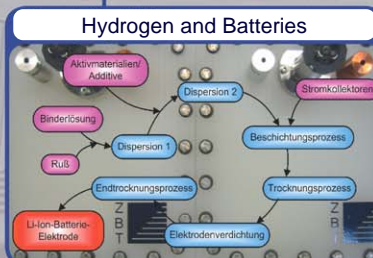 Hydrogen and Batteries
Aktivmaterialien/
Additive
Dispersion 2
Stromkollektoren
Binderlösung
Dispersion 1
Beschichtungsprozess
Ruß
Endtrocknungsprozess
Trocknungsprozess
Li-Ion-Batterie-
Elektrode
Elektrodenverdichtung
Z
B
T
Z
B
T